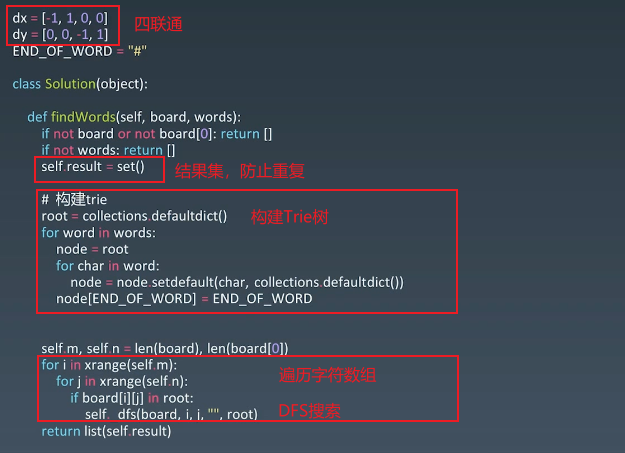 dx = [-1, 1, 0, 0]
四联通
dy = [0, 0, -1, 1]
END_OF_WORD = "#"
class Solution(object):
def findWords(self, board, words):
if not board or not board[0]: return []
if not words: return []
self.result = set()
结果集，防止重复
# 构建trie
root = collections.defaultdict()
构建Trie树
for word in words:
node = root
for char in word:
node = node.setdefault(char, collections.defaultdict())
node[END_OF_WORD] = END_OF_WORD
self.m, self.n = len(board), len(board[0])
for i in xrange(self.m):
遍历字符数组
for j in xrange(self.n):
if board[i][j] in root:
self._dfs(board, i, j, "", root)
DFS搜索
return list(self.result)